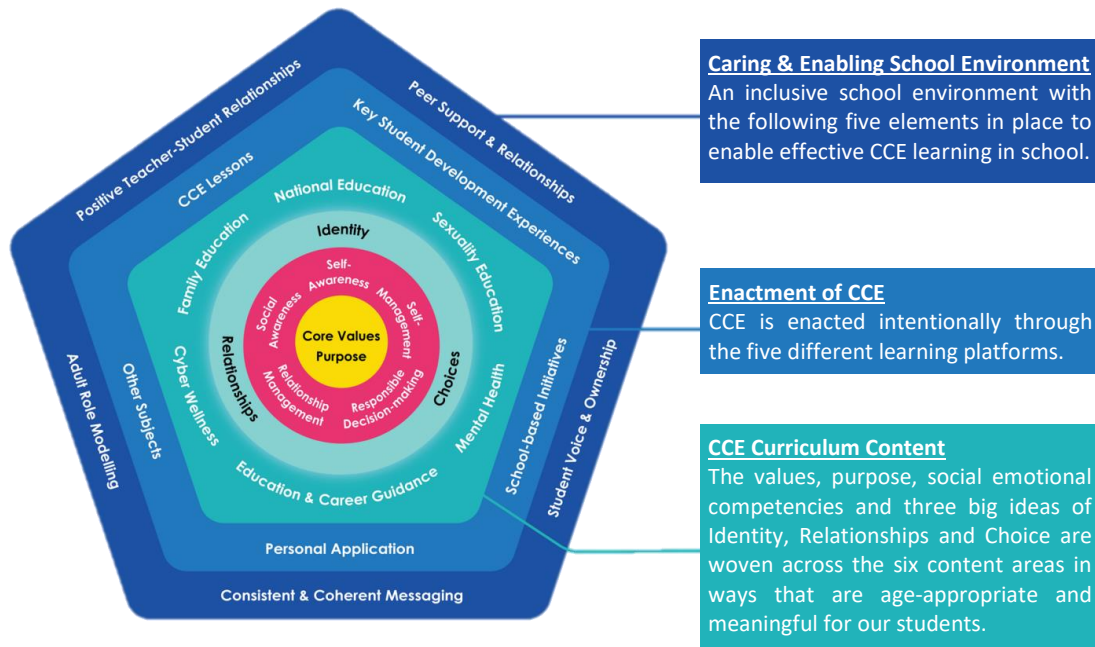 Positive Teacher-Student Relationships
Peer Support & Relationships
Adult Role Modelling
Student Voice & Ownership
Consistent & Coherent Messaging
CCE Lessons
Key Student Development Experiences
Other Subjects
School-based Initiatives
Personal Application
National Education
Family Education
Sexuality Education
Cyber Wellness
Mental Health
Education & Career Guidance
Identity
Relationships
Choices
Self-
Awareness
Social
Awareness
Self-
Management
Relationship
Management
Responsible
Decision-making
Core Values
Purpose
Caring & Enabling School Environment
An inclusive school environment with
the following five elements in place to
enable effective CCE learning in school.
Enactment of CCE
CCE is enacted intentionally through
the five different learning platforms.
CCE Curriculum Content
The values, purpose, social emotional
competencies and three big ideas of
Identity, Relationships and Choice are
woven across the six content areas in
ways that are age-appropriate and
meaningful for our students.